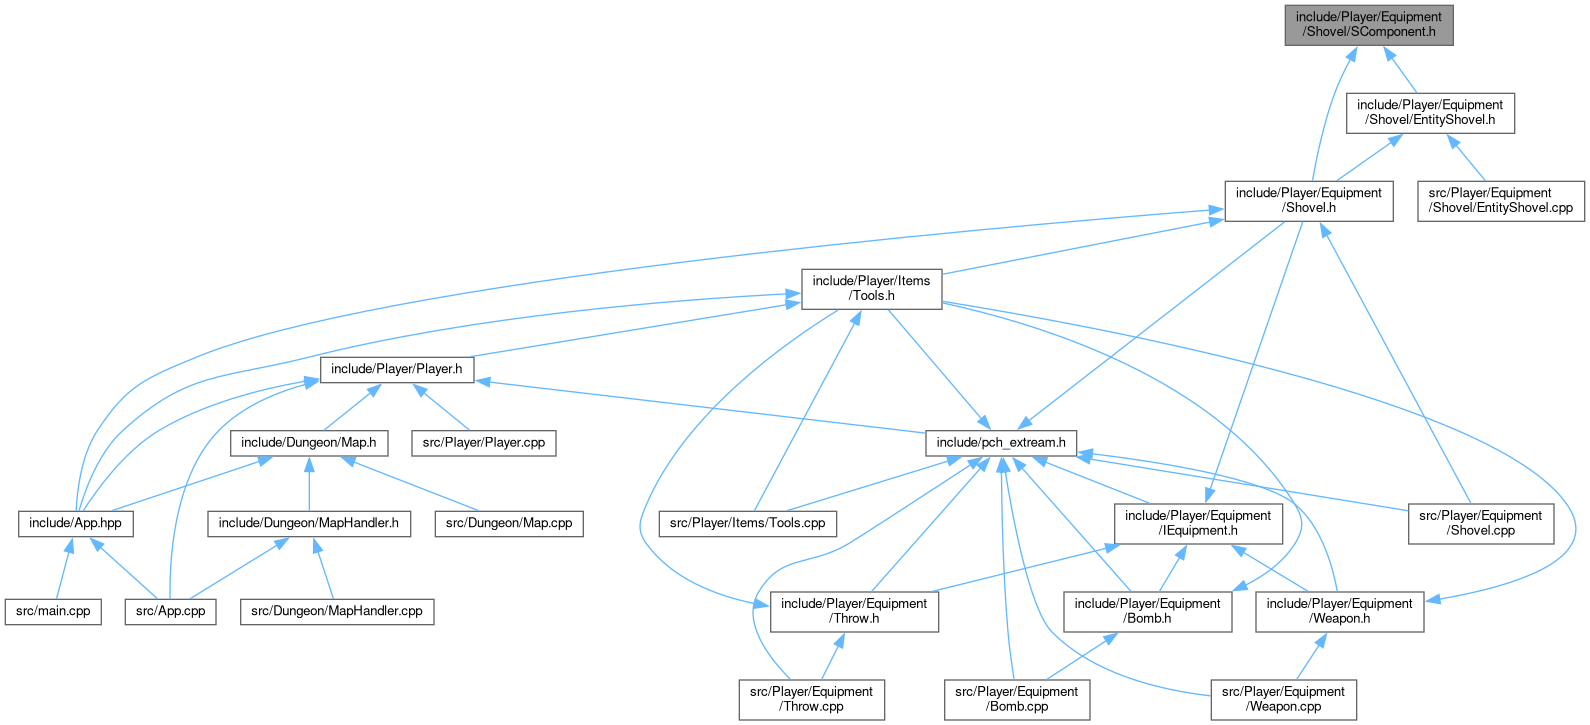 include/Player/Equipment
/Shovel/SComponent.h
include/Player/Equipment
/Shovel/EntityShovel.h
include/Player/Equipment
/Shovel.h
src/Player/Equipment
/Shovel/EntityShovel.cpp
include/Player/Items
/Tools.h
include/Player/Player.h
include/Dungeon/Map.h
src/Player/Player.cpp
include/pch_extream.h
include/App.hpp
include/Dungeon/MapHandler.h
src/Dungeon/Map.cpp
src/Player/Items/Tools.cpp
include/Player/Equipment
/IEquipment.h
src/Player/Equipment
/Shovel.cpp
src/main.cpp
src/App.cpp
src/Dungeon/MapHandler.cpp
include/Player/Equipment
/Throw.h
include/Player/Equipment
/Bomb.h
include/Player/Equipment
/Weapon.h
src/Player/Equipment
/Throw.cpp
src/Player/Equipment
/Bomb.cpp
src/Player/Equipment
/Weapon.cpp